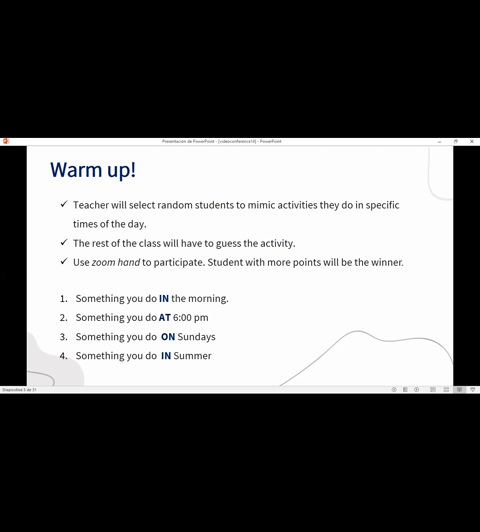 Presentación de PowerPoint - [videoconference14] - PowerPoint
Warm up!
✓ Teacher will select random students to mimic activities they do in specific
times of the day.
✓ The rest of the class will have to guess the activity.
✓ Use zoom hand to participate. Student with more points will be the winner.
1. Something you do IN the morning.
2. Something you do AT 6:00 pm
3. Something you do ON Sundays
4. Something you do IN Summer
Diapositiva 5 de 31